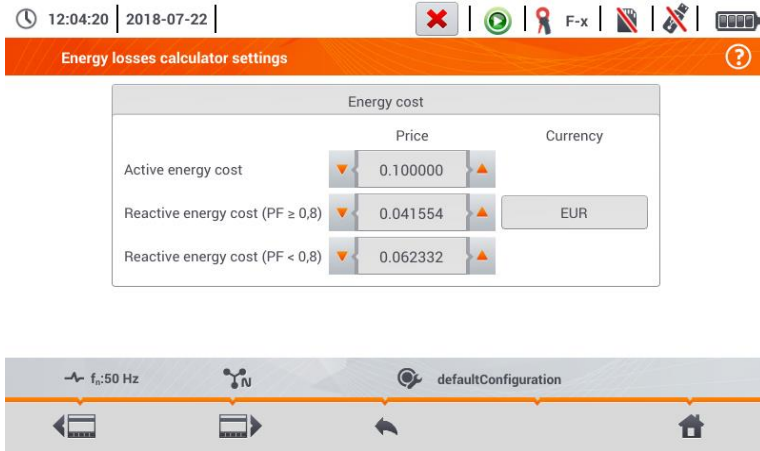 12:04:20 2018-07-22 F-x
Energy losses calculator settings ?
Energy cost
Price Currency
Active energy cost 0.100000
Reactive energy cost (PF ≥ 0,8) 0.041554 EUR
Reactive energy cost (PF < 0,8) 0.062332
fn:50 Hz N defaultConfiguration